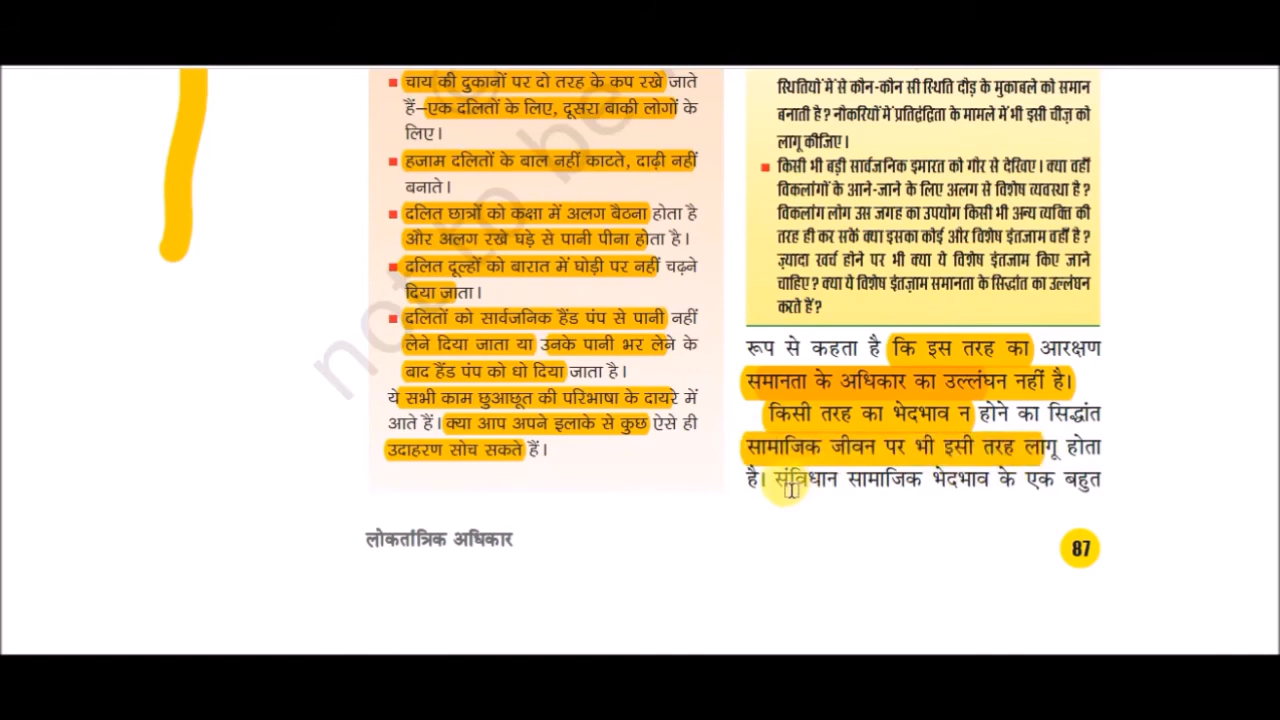 चाय की दुकानों पर दो तरह के कप रखे जाते
हैं–एक दलितों के लिए, दूसरा बाकी लोगों के
लिए।
हजाम दलितों के बाल नहीं काटते, दाढ़ी नहीं
बनाते।
दलित छात्रों को कक्षा में अलग बैठना होता है
और अलग रखे घड़े से पानी पीना होता है।
दलित दूल्हों को बारात में घोड़ी पर नहीं चढ़ने
दिया जाता।
दलितों को सार्वजनिक हैंड पंप से पानी नहीं
लेने दिया जाता या उनके पानी भर लेने के
बाद हैंड पंप को धो दिया जाता है।
ये सभी काम छुआछूत की परिभाषा के दायरे में
आते हैं। क्या आप अपने इलाके से कुछ ऐसे ही
उदाहरण सोच सकते हैं।
स्थितियों में से कौन-कौन सी स्थिति दौड़ के मुकाबले को समान
बनाती है? नौकरियों में प्रतिद्वंद्विता के मामले में भी इसी चीज़ को
लागू कीजिए।
किसी भी बड़ी सार्वजनिक इमारत को गौर से देखिए। क्या वहाँ
विकलांगों के आने-जाने के लिए अलग से विशेष व्यवस्था है?
विकलांग लोग उस जगह का उपयोग किसी भी अन्य व्यक्ति की
तरह ही कर सकें क्या इसका कोई और विशेष इंतजाम वहाँ है?
ज़्यादा खर्च होने पर भी क्या ये विशेष इंतजाम किए जाने
चाहिए? क्या ये विशेष इंतज़ाम समानता के सिद्धांत का उल्लंघन
करते हैं?
रूप से कहता है कि इस तरह का आरक्षण
समानता के अधिकार का उल्लंघन नहीं है।
किसी तरह का भेदभाव न होने का सिद्धांत
सामाजिक जीवन पर भी इसी तरह लागू होता
है। संविधान सामाजिक भेदभाव के एक बहुत
लोकतांत्रिक अधिकार
87
not to be